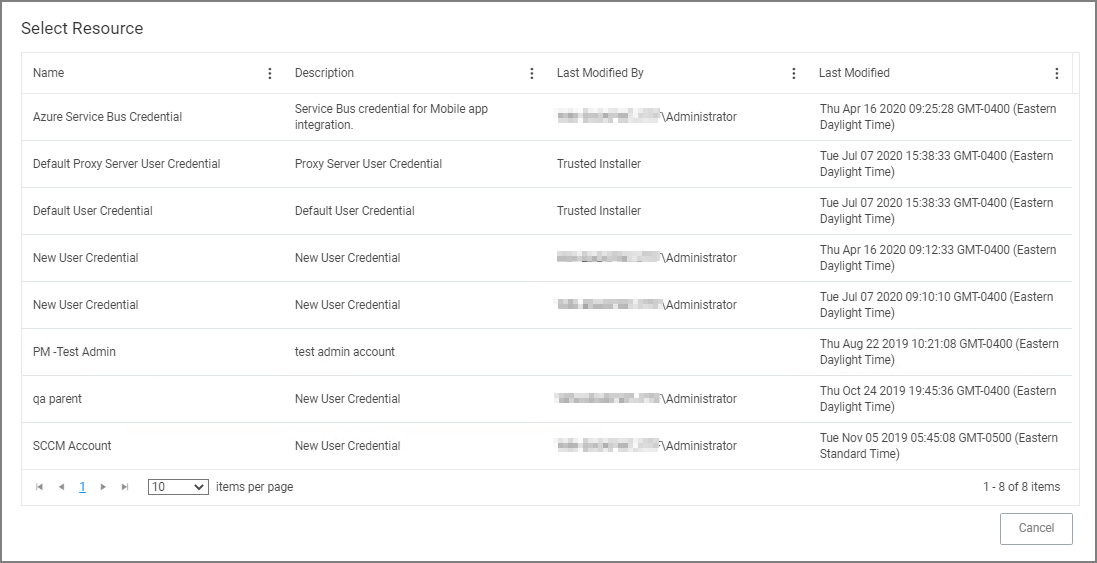 Select Resource
Name
Description
Last Modified By
Last Modified
Azure Service Bus Credential
Service Bus credential for Mobile app
integration.
\Administrator
Thu Apr 16 2020 09:25:28 GMT-0400 (Eastern
Daylight Time)
Default Proxy Server User Credential
Proxy Server User Credential
Trusted Installer
Tue Jul 07 2020 15:38:33 GMT-0400 (Eastern
Daylight Time)
Default User Credential
Default User Credential
Trusted Installer
Tue Jul 07 2020 15:38:33 GMT-0400 (Eastern
Daylight Time)
New User Credential
New User Credential
\Administrator
Thu Apr 16 2020 09:12:33 GMT-0400 (Eastern
Daylight Time)
New User Credential
New User Credential
\Administrator
Tue Jul 07 2020 09:10:10 GMT-0400 (Eastern
Daylight Time)
PM -Test Admin
test admin account
Thu Aug 22 2019 10:21:08 GMT-0400 (Eastern
Daylight Time)
qa parent
New User Credential
\Administrator
Thu Oct 24 2019 19:45:36 GMT-0400 (Eastern
Daylight Time)
SCCM Account
New User Credential
\Administrator
Tue Nov 05 2019 05:45:08 GMT-0500 (Eastern
Standard Time)
1
10
items per page
1 - 8 of 8 items
Cancel